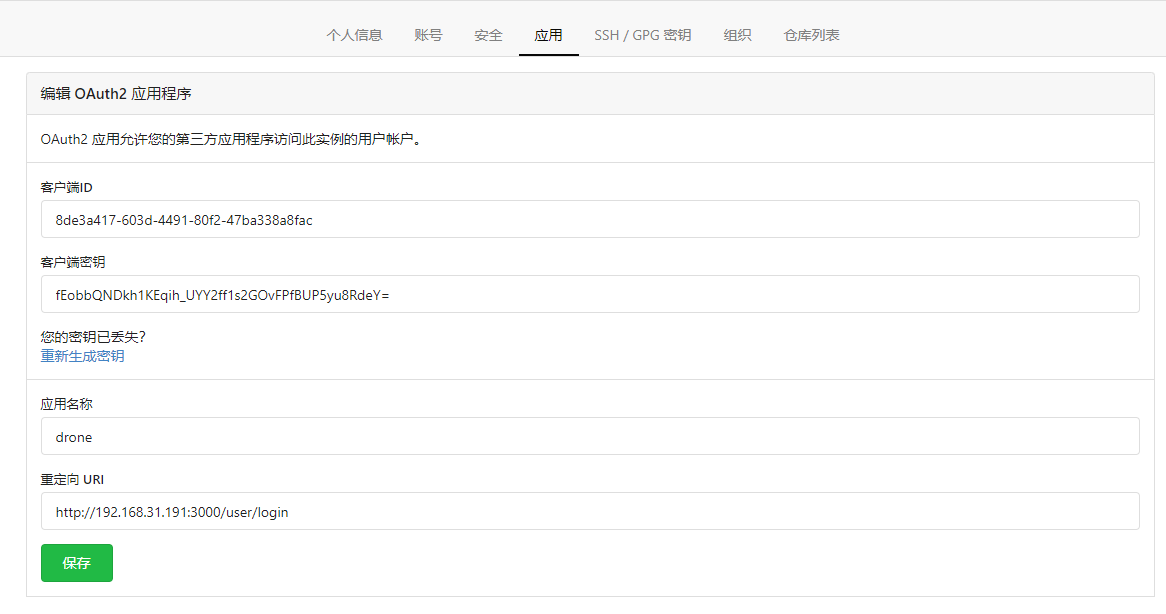 个人信息 账号 安全 应用 SSH / GPG 密钥 组织 仓库列表
编辑 OAuth2 应用程序
OAuth2 应用允许您的第三方应用程序访问此实例的用户帐户。
客户端ID
8de3a417-603d-4491-80f2-47ba338a8fac
客户端密钥
fEobbQNDkh1KEqih_UYY2ff1s2GOvFPfBUP5yu8RdeY=
您的密钥已丢失?
重新生成密钥
应用名称
drone
重定向 URI
http://192.168.31.191:3000/user/login
保存